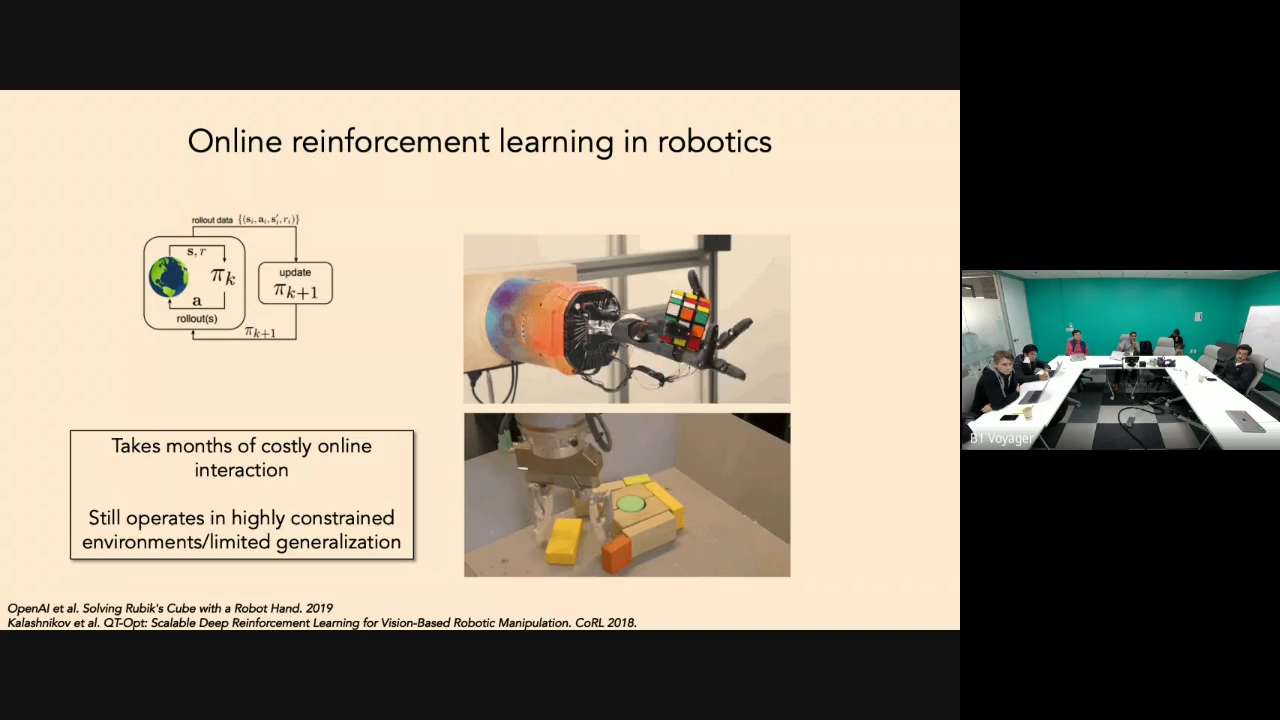 Online reinforcement learning in robotics
rollout data {(s_i, a_i, s'_i, r_i)}
s, r
π_k
a
rollout(s)
update
π_{k+1}
π_{k+1}
Takes months of costly online
interaction
Still operates in highly constrained
environments/limited generalization
OpenAI et al. Solving Rubik's Cube with a Robot Hand. 2019
Kalashnikov et al. QT-Opt: Scalable Deep Reinforcement Learning for Vision-Based Robotic Manipulation. CoRL 2018.
B1 Voyager